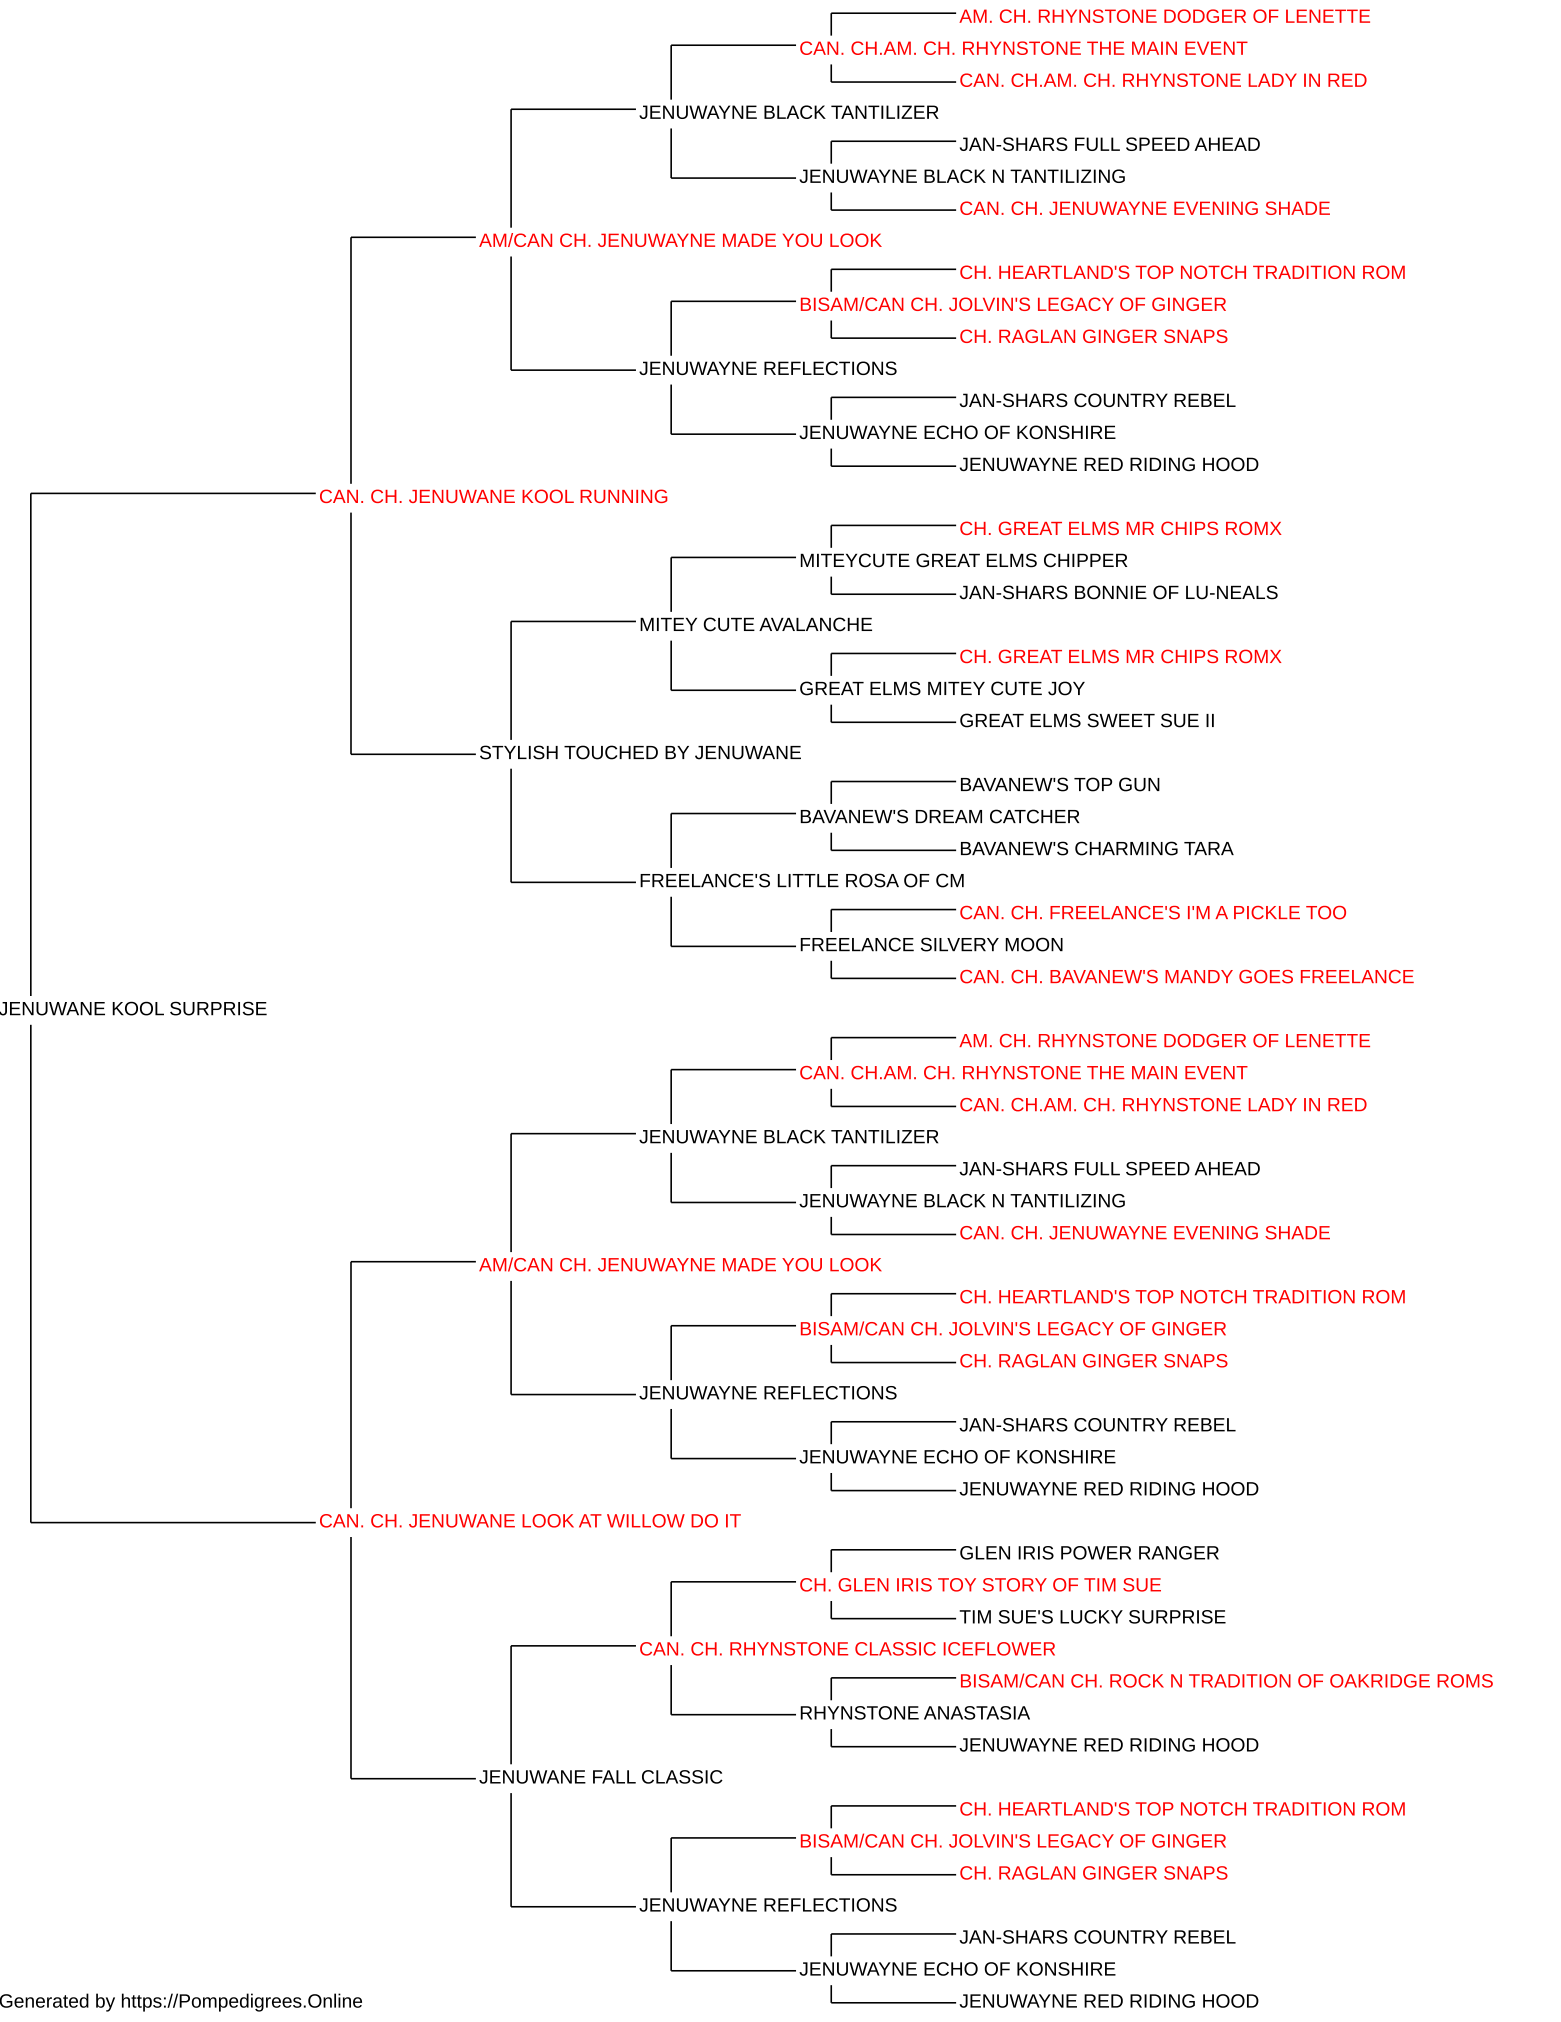 AM. CH. RHYNSTONE DODGER OF LENETTE
CAN. CH.AM. CH. RHYNSTONE THE MAIN EVENT
CAN. CH.AM. CH. RHYNSTONE LADY IN RED
JENUWAYNE BLACK TANTILIZER
JAN-SHARS FULL SPEED AHEAD
JENUWAYNE BLACK N TANTILIZING
CAN. CH. JENUWAYNE EVENING SHADE
AM/CAN CH. JENUWAYNE MADE YOU LOOK
CH. HEARTLAND'S TOP NOTCH TRADITION ROM
BISAM/CAN CH. JOLVIN'S LEGACY OF GINGER
CH. RAGLAN GINGER SNAPS
JENUWAYNE REFLECTIONS
JAN-SHARS COUNTRY REBEL
JENUWAYNE ECHO OF KONSHIRE
JENUWAYNE RED RIDING HOOD
CAN. CH. JENUWANE KOOL RUNNING
CH. GREAT ELMS MR CHIPS ROMX
MITEYCUTE GREAT ELMS CHIPPER
JAN-SHARS BONNIE OF LU-NEALS
MITEY CUTE AVALANCHE
CH. GREAT ELMS MR CHIPS ROMX
GREAT ELMS MITEY CUTE JOY
GREAT ELMS SWEET SUE II
STYLISH TOUCHED BY JENUWANE
BAVANEW'S TOP GUN
BAVANEW'S DREAM CATCHER
BAVANEW'S CHARMING TARA
FREELANCE'S LITTLE ROSA OF CM
CAN. CH. FREELANCE'S I'M A PICKLE TOO
FREELANCE SILVERY MOON
CAN. CH. BAVANEW'S MANDY GOES FREELANCE
JENUWANE KOOL SURPRISE
AM. CH. RHYNSTONE DODGER OF LENETTE
CAN. CH.AM. CH. RHYNSTONE THE MAIN EVENT
CAN. CH.AM. CH. RHYNSTONE LADY IN RED
JENUWAYNE BLACK TANTILIZER
JAN-SHARS FULL SPEED AHEAD
JENUWAYNE BLACK N TANTILIZING
CAN. CH. JENUWAYNE EVENING SHADE
AM/CAN CH. JENUWAYNE MADE YOU LOOK
CH. HEARTLAND'S TOP NOTCH TRADITION ROM
BISAM/CAN CH. JOLVIN'S LEGACY OF GINGER
CH. RAGLAN GINGER SNAPS
JENUWAYNE REFLECTIONS
JAN-SHARS COUNTRY REBEL
JENUWAYNE ECHO OF KONSHIRE
JENUWAYNE RED RIDING HOOD
CAN. CH. JENUWANE LOOK AT WILLOW DO IT
GLEN IRIS POWER RANGER
CH. GLEN IRIS TOY STORY OF TIM SUE
TIM SUE'S LUCKY SURPRISE
CAN. CH. RHYNSTONE CLASSIC ICEFLOWER
BISAM/CAN CH. ROCK N TRADITION OF OAKRIDGE ROMS
RHYNSTONE ANASTASIA
JENUWAYNE RED RIDING HOOD
JENUWANE FALL CLASSIC
CH. HEARTLAND'S TOP NOTCH TRADITION ROM
BISAM/CAN CH. JOLVIN'S LEGACY OF GINGER
CH. RAGLAN GINGER SNAPS
JENUWAYNE REFLECTIONS
JAN-SHARS COUNTRY REBEL
JENUWAYNE ECHO OF KONSHIRE
JENUWAYNE RED RIDING HOOD
Generated by https://Pompedigrees.Online